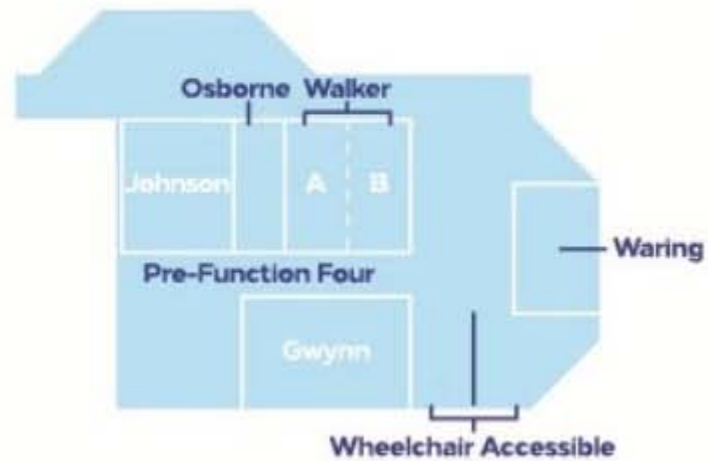 Osborne Walker
Johnson A B
Waring
Pre-Function Four
Gwynn
Wheelchair Accessible